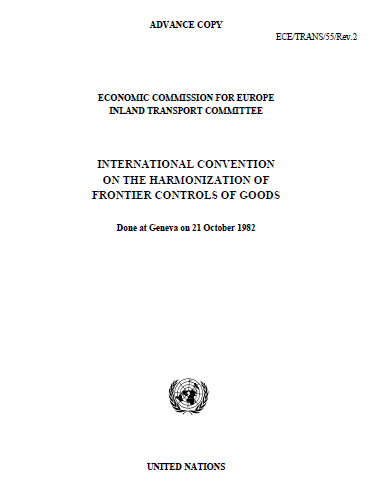 ADVANCE COPY
ECE/TRANS/55/Rev.2
ECONOMIC COMMISSION FOR EUROPE
INLAND TRANSPORT COMMITTEE
INTERNATIONAL CONVENTION
ON THE HARMONIZATION OF
FRONTIER CONTROLS OF GOODS
Done at Geneva on 21 October 1982
UNITED NATIONS